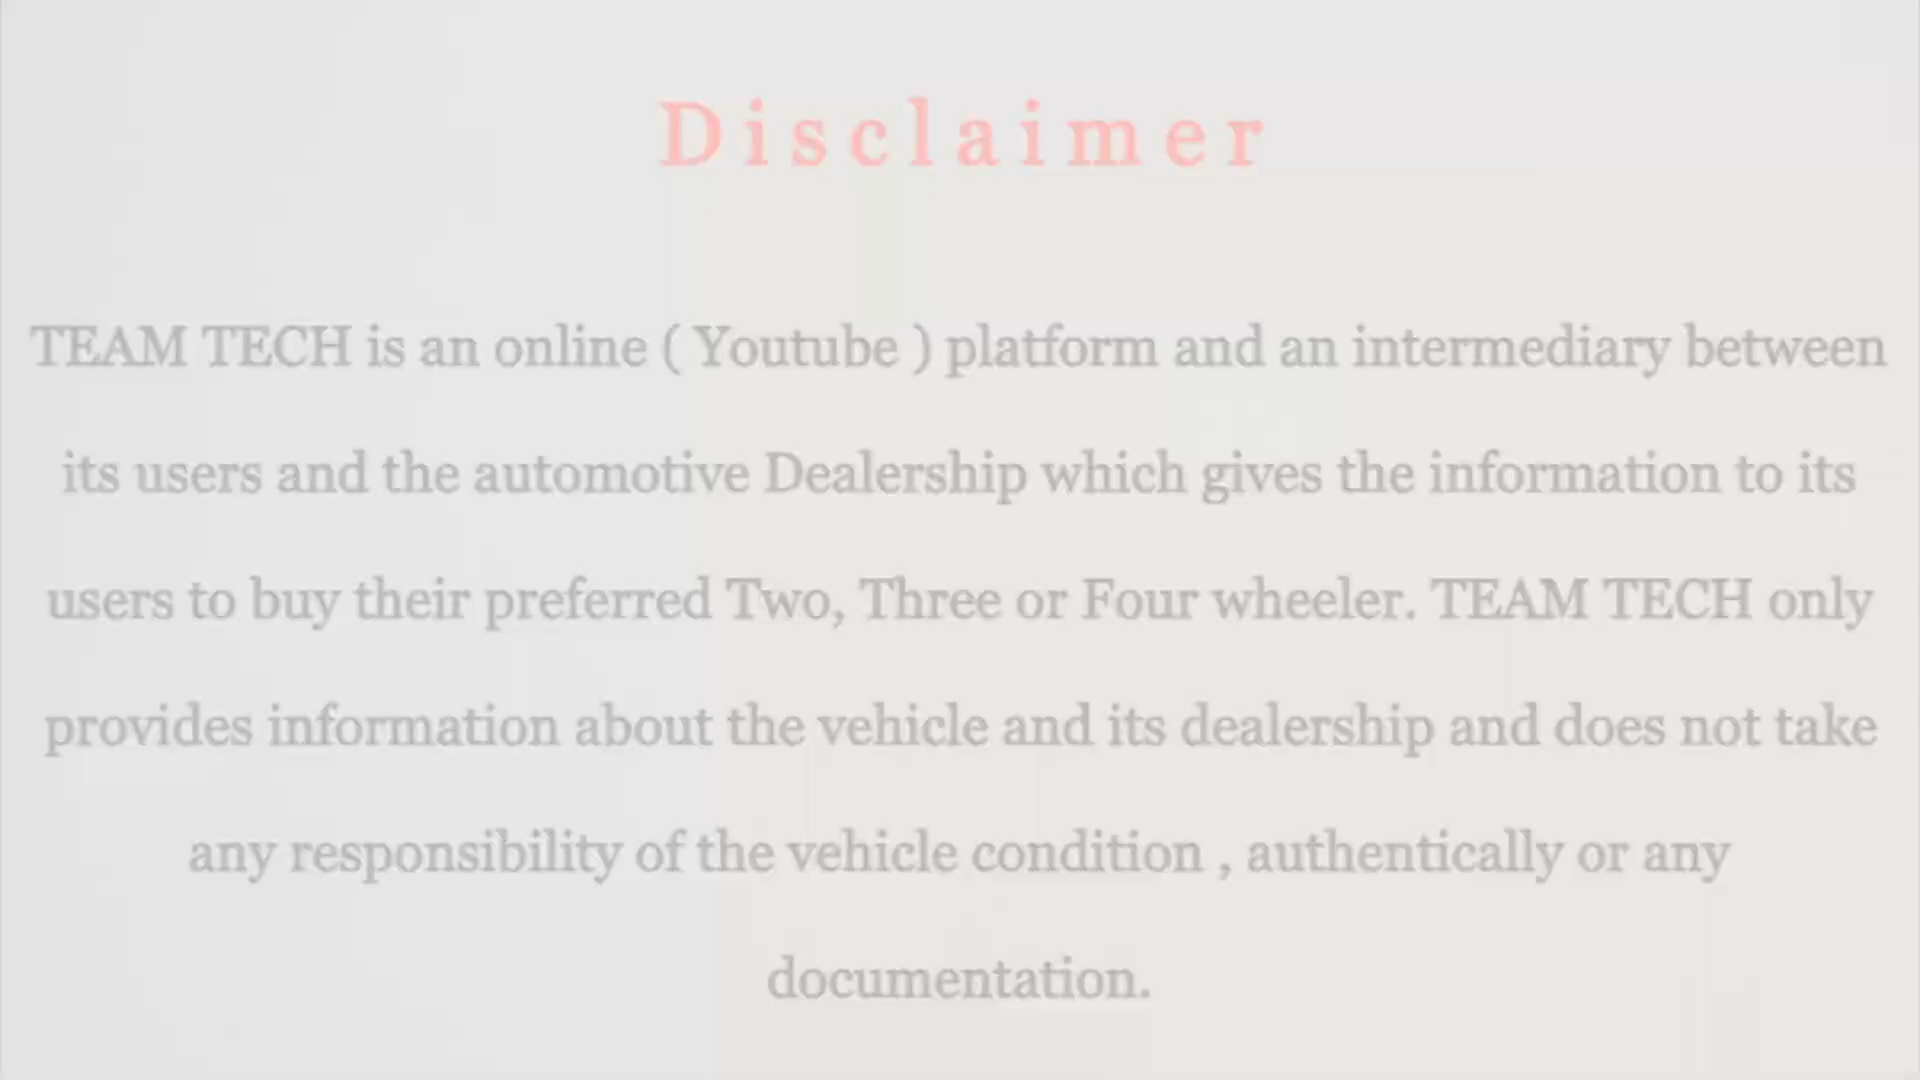 Disclaimer
TEAM TECH is an online ( Youtube ) platform and an intermediary between
its users and the automotive Dealership which gives the information to its
users to buy their preferred Two, Three or Four wheeler. TEAM TECH only
provides information about the vehicle and its dealership and does not take
any responsibility of the vehicle condition , authentically or any
documentation.